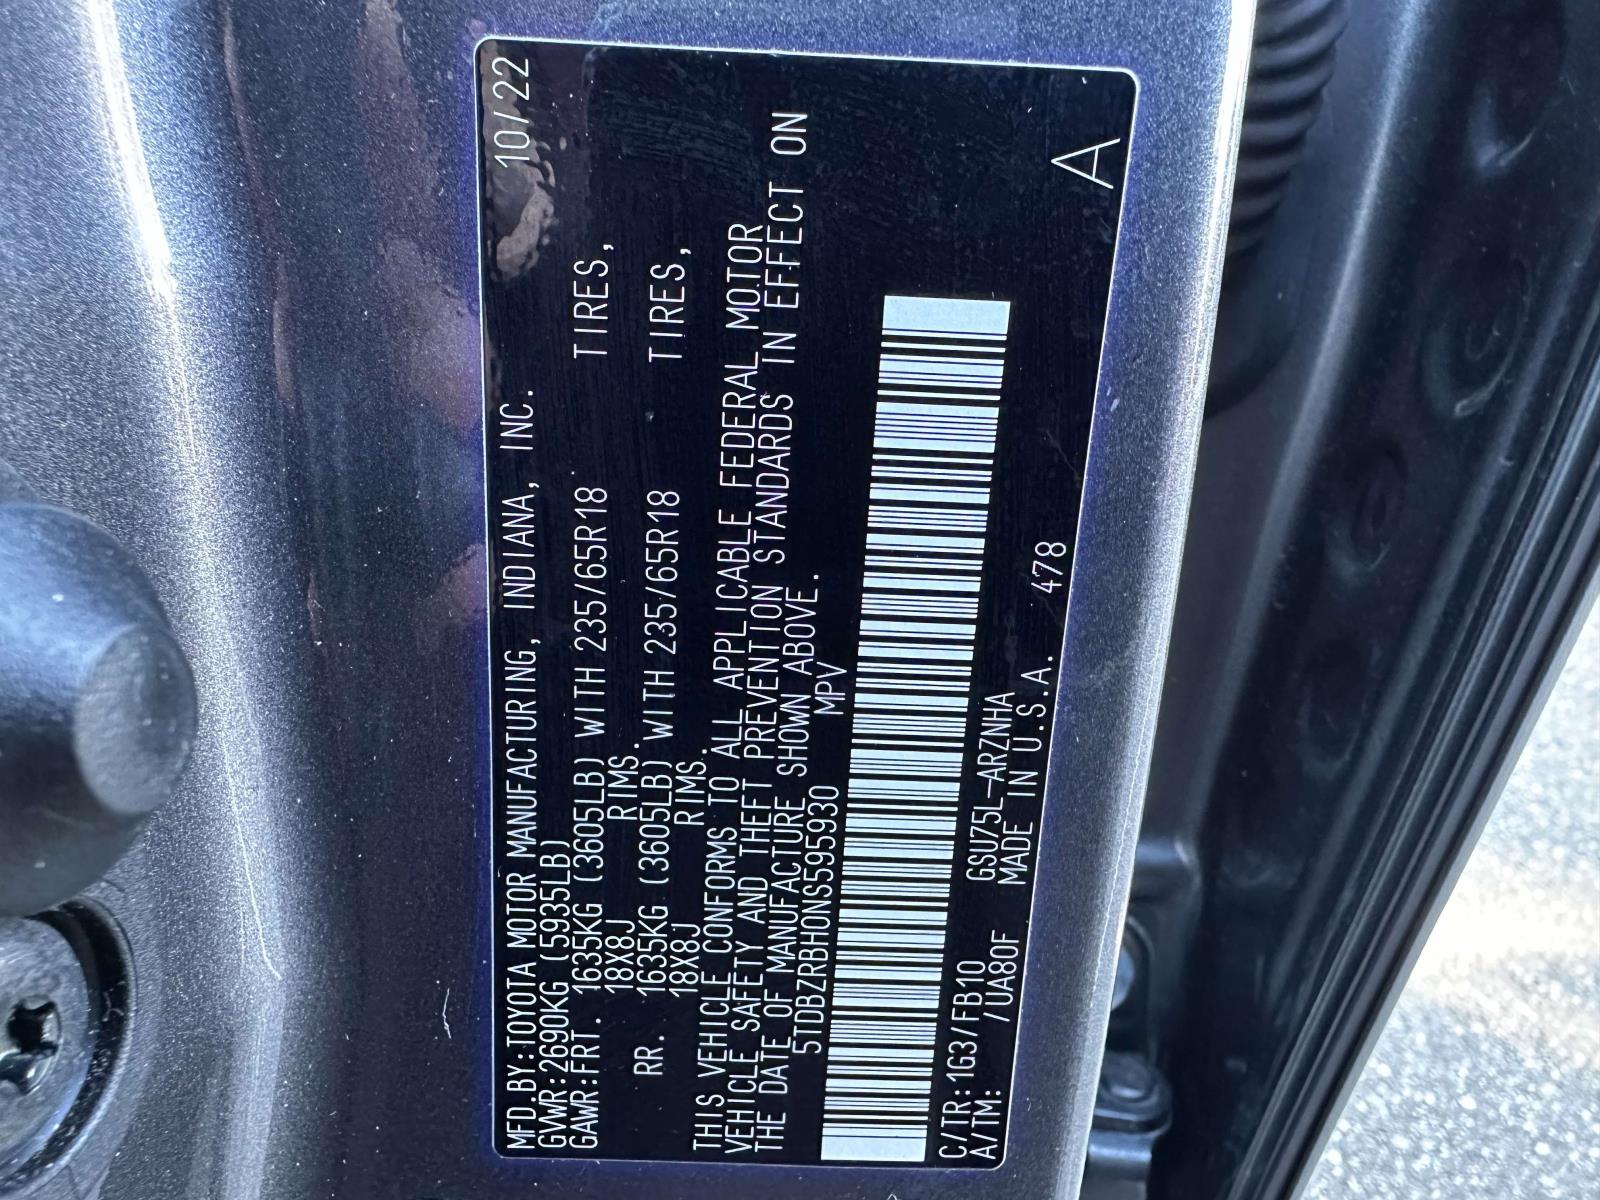 MFD.BY:TOYOTA MOTOR MANUFACTURING, INDIANA, INC. 10/22
GVWR:2690KG (5935LB)
GAWR:FRT. 1635KG (3605LB) WITH 235/65R18 TIRES,
18X8J RIMS.
RR. 1635KG (3605LB) WITH 235/65R18 TIRES,
18X8J RIMS.
THIS VEHICLE CONFORMS TO ALL APPLICABLE FEDERAL MOTOR
VEHICLE SAFETY AND THEFT PREVENTION STANDARDS IN EFFECT ON
THE DATE OF MANUFACTURE SHOWN ABOVE.
5TDBZRBH0NS595930 MPV
C/TR:1G3/FB10 GSU75L-ARZNHA
A/TM: /UA80F MADE IN U.S.A. 478
A